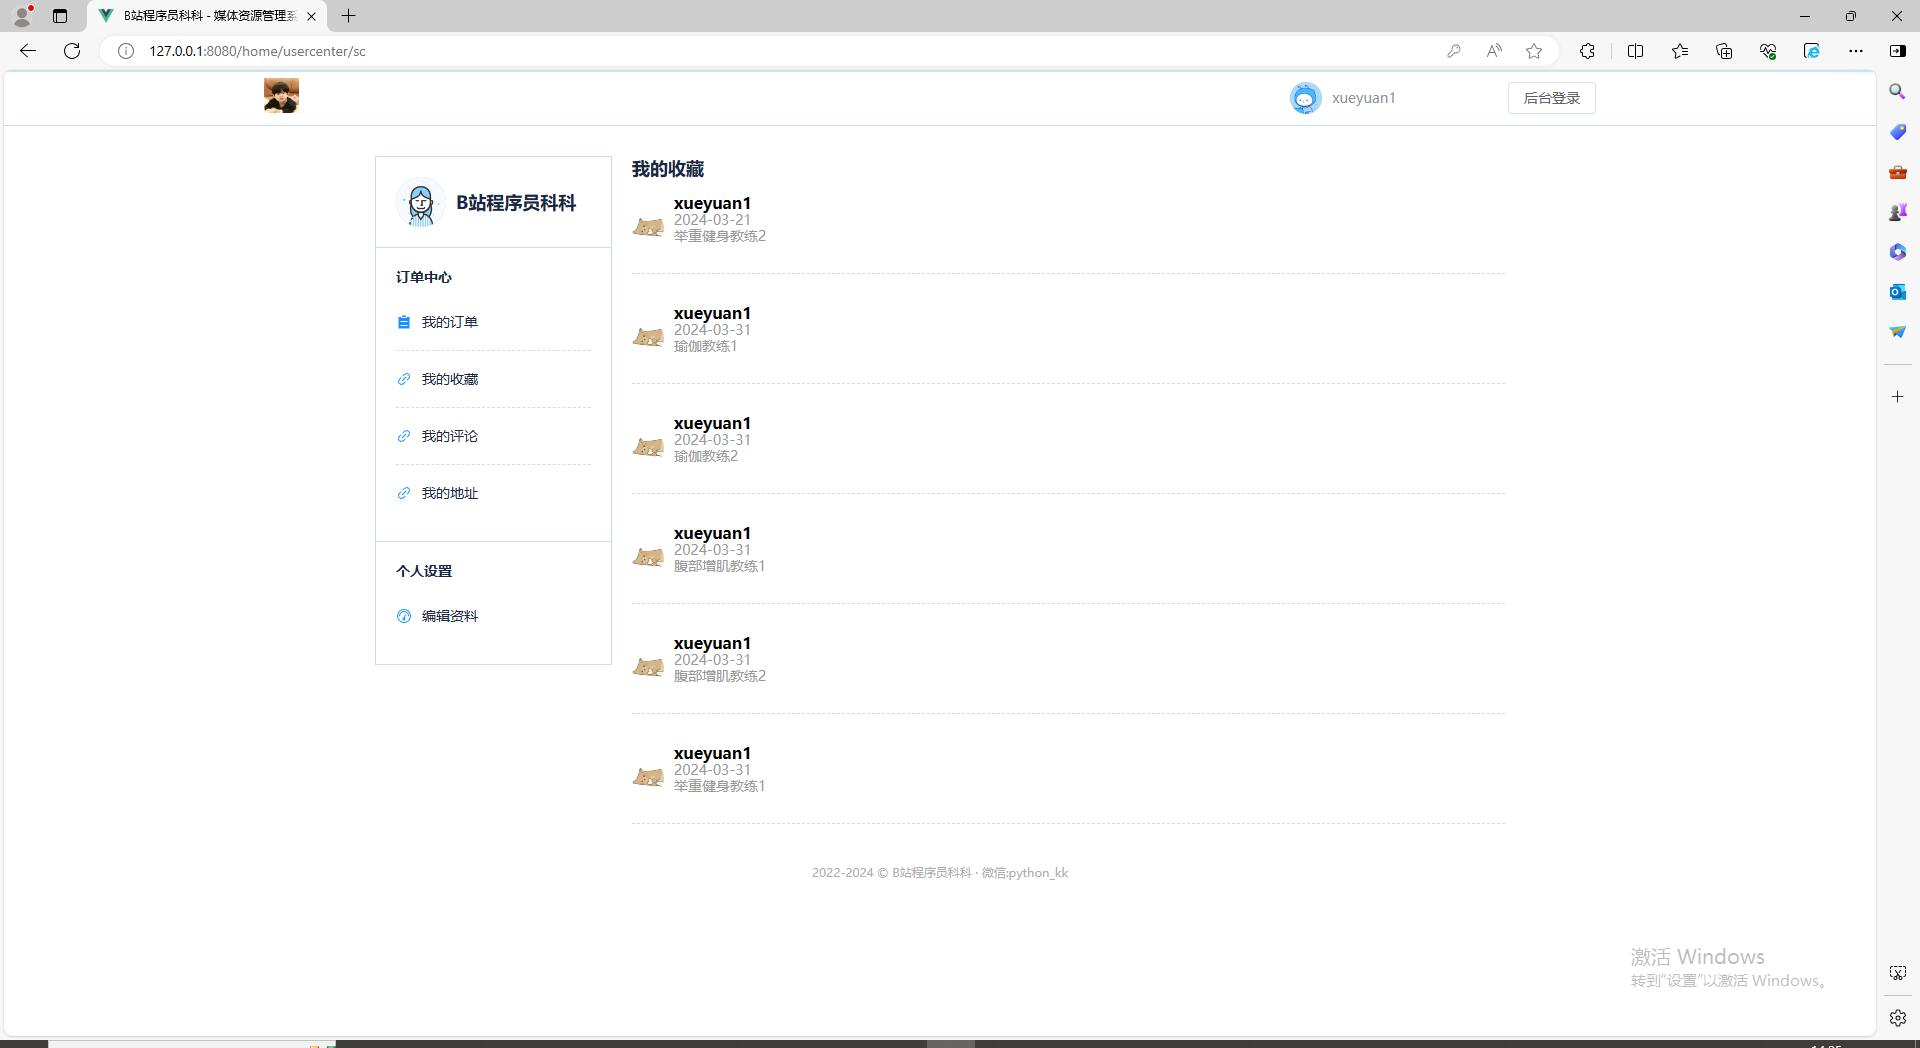 B站程序员科科 - 媒体资源管理系
127.0.0.1:8080/home/usercenter/sc
xueyuan1
后台登录
B站程序员科科
订单中心
我的订单
我的收藏
我的评论
我的地址
个人设置
编辑资料
我的收藏
xueyuan1
2024-03-21
举重健身教练2
xueyuan1
2024-03-31
瑜伽教练1
xueyuan1
2024-03-31
瑜伽教练2
xueyuan1
2024-03-31
腹部增肌教练1
xueyuan1
2024-03-31
腹部增肌教练2
xueyuan1
2024-03-31
举重健身教练1
2022-2024 © B站程序员科科 · 微信:python_kk
激活 Windows
转到“设置”以激活 Windows。